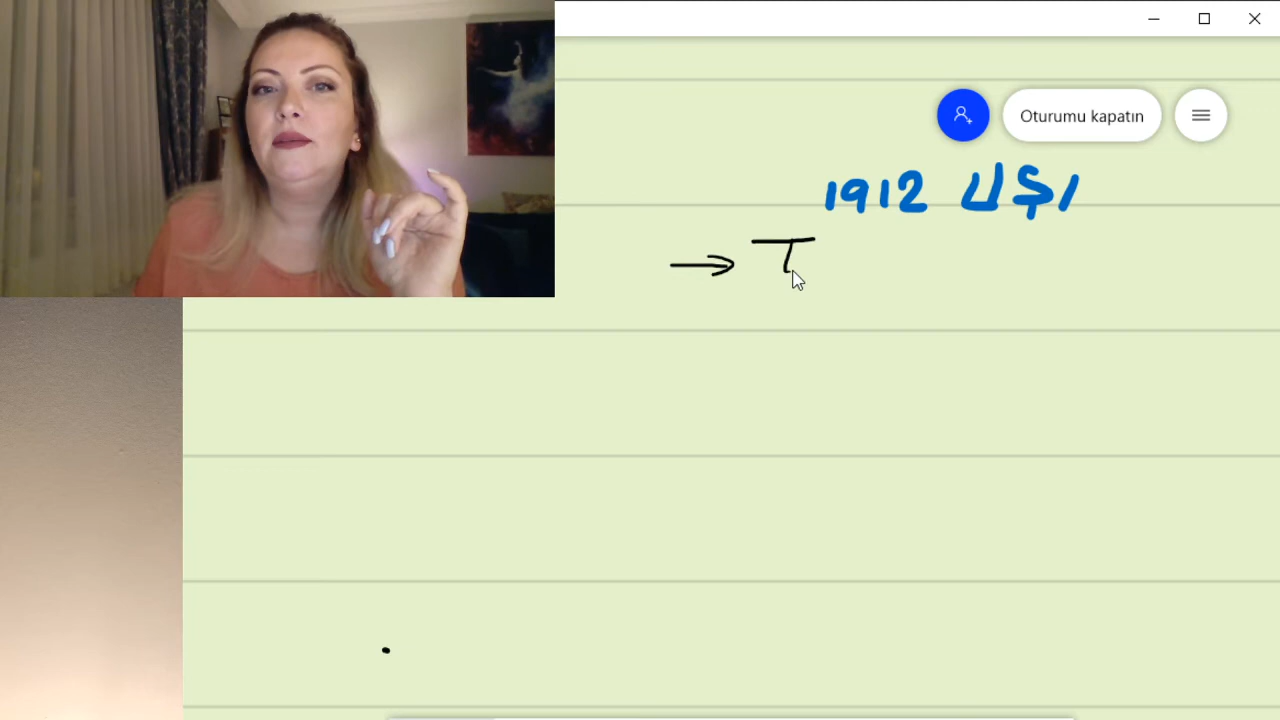 Oturumu kapatın
1912 UŞI
→ T